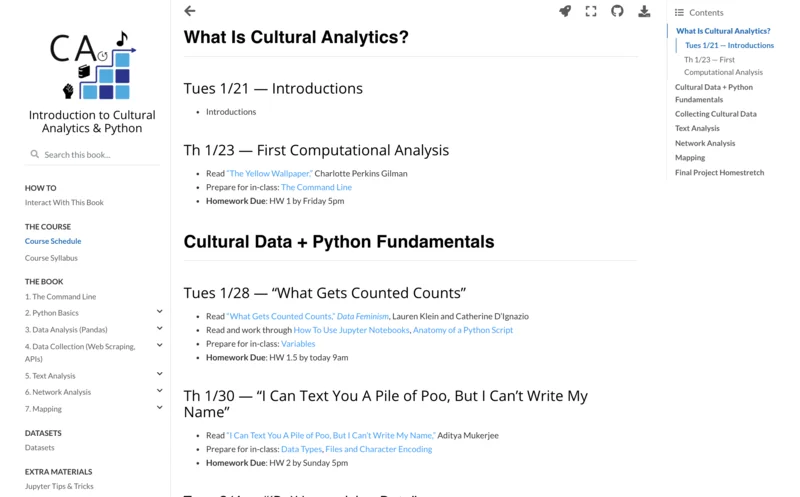 CA
Introduction to Cultural
Analytics & Python
Search this book...
HOW TO
Interact With This Book
THE COURSE
Course Schedule
Course Syllabus
THE BOOK
1. The Command Line
2. Python Basics
3. Data Analysis (Pandas)
4. Data Collection (Web Scraping,
APIs)
5. Text Analysis
6. Network Analysis
7. Mapping
DATASETS
Datasets
EXTRA MATERIALS
Jupyter Tips & Tricks
What Is Cultural Analytics?
Tues 1/21 — Introductions
Introductions
Th 1/23 — First Computational Analysis
Read “The Yellow Wallpaper,” Charlotte Perkins Gilman
Prepare for in-class: The Command Line
Homework Due: HW 1 by Friday 5pm
Cultural Data + Python Fundamentals
Tues 1/28 — “What Gets Counted Counts”
Read “What Gets Counted Counts,” Data Feminism, Lauren Klein and Catherine D’Ignazio
Read and work through How To Use Jupyter Notebooks, Anatomy of a Python Script
Prepare for in-class: Variables
Homework Due: HW 1.5 by today 9am
Th 1/30 — “I Can Text You A Pile of Poo, But I Can’t Write My
Name”
Read “I Can Text You A Pile of Poo, But I Can’t Write My Name,” Aditya Mukerjee
Prepare for in-class: Data Types, Files and Character Encoding
Homework Due: HW 2 by Sunday 5pm
Contents
What Is Cultural Analytics?
Tues 1/21 — Introductions
Th 1/23 — First
Computational Analysis
Cultural Data + Python
Fundamentals
Collecting Cultural Data
Text Analysis
Network Analysis
Mapping
Final Project Homestretch